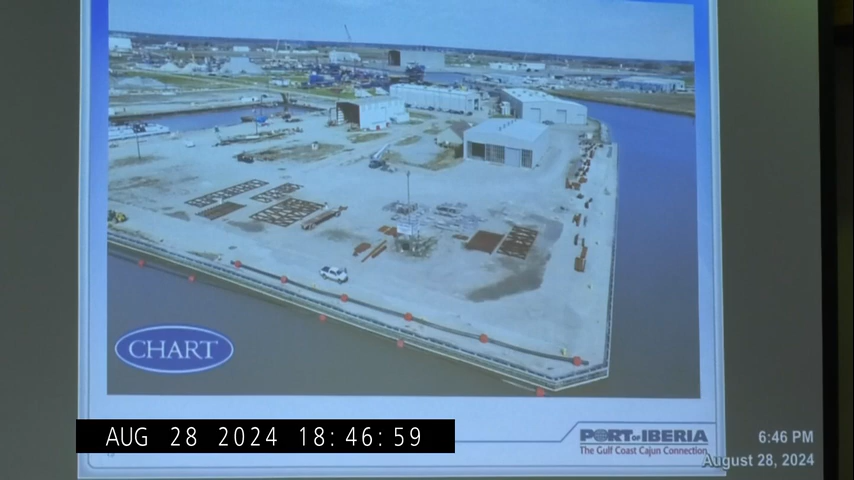 CHART
AUG 28 2024 18:46:59
PORT OF IBERIA
The Gulf Coast Cajun Connection
6:46 PM
August 28, 2024